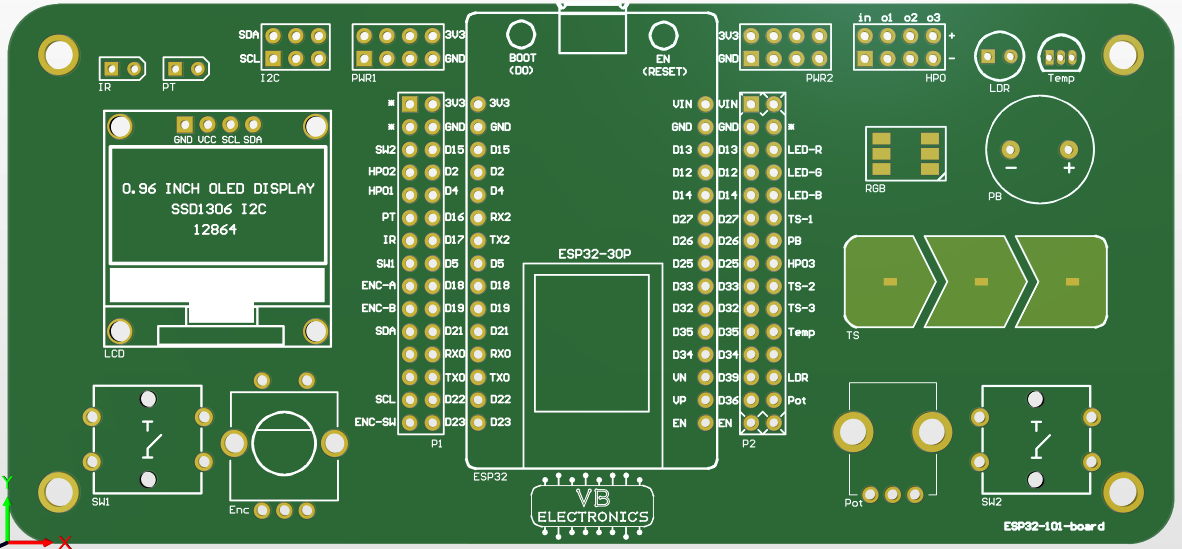 in o1 o2 o3
SDA
SCL
I2C
3V3
GND
PWR1
BOOT
(D0)
EN
(RESET)
3V3
GND
PWR2
+
-
HPO
IR
PT
LDR
Temp
* 3V3 3V3 VIN VIN
* GND GND GND GND *
SW2 D15 D15 D13 D13 LED-R
HPO2 D2 D2 D12 D12 LED-G
HPO1 D4 D4 D14 D14 LED-B
PT D16 RX2 D27 D27 TS-1
IR D17 TX2 D26 D26 PB
SW1 D5 D5 D25 D25 HPO3
ENC-A D18 D18 D33 D33 TS-2
ENC-B D19 D19 D32 D32 TS-3
SDA D21 D21 D35 D35 Temp
RX0 RX0 D34 D34
TX0 TX0 VN D39 LDR
SCL D22 D22 VP D36 Pot
ENC-SW D23 D23 EN EN
P1
P2
GND VCC SCL SDA
0.96 INCH OLED DISPLAY
SSD1306 I2C
12864
LCD
ESP32-30P
RGB
- +
PB
TS
SW1
Enc
ESP32
VB
ELECTRONICS
Pot
SW2
ESP32-101-board
Y
X